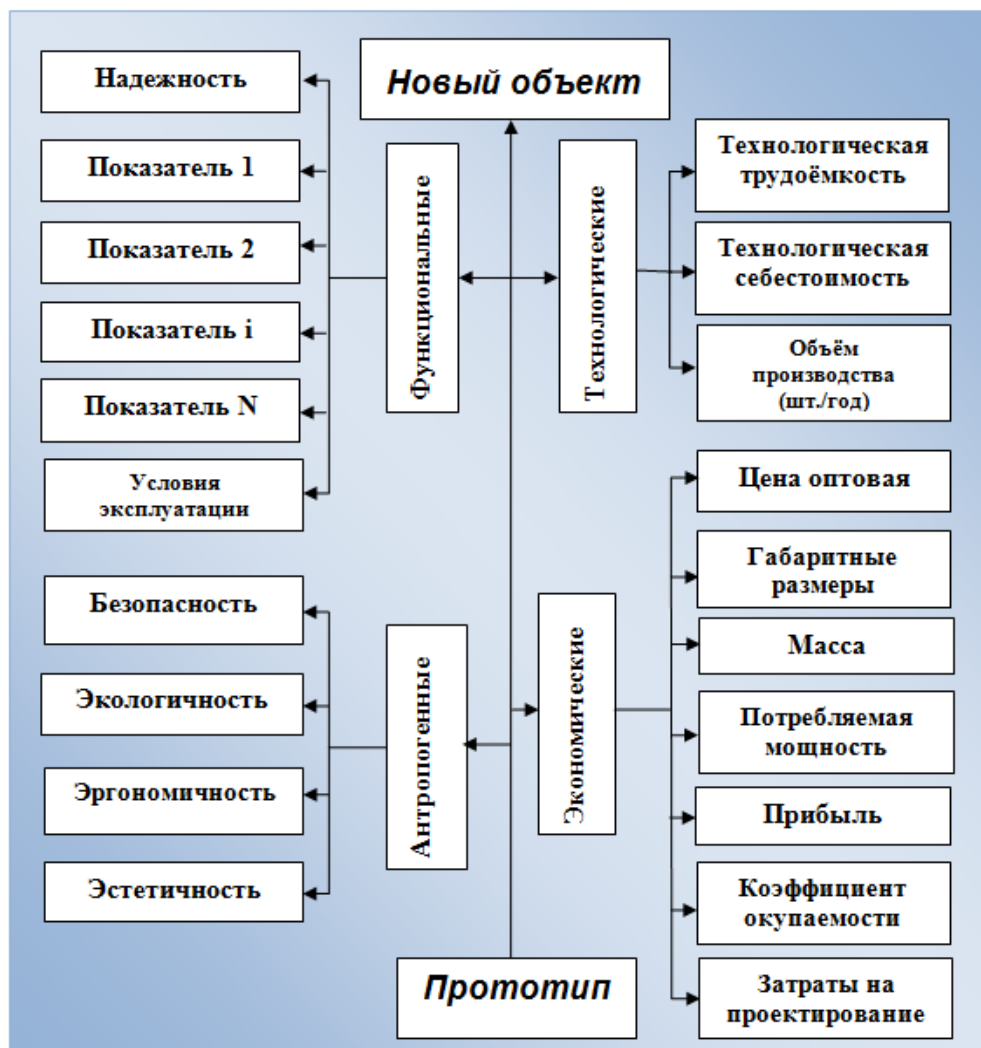 Новый объект
Надежность
Показатель 1
Показатель 2
Показатель i
Показатель N
Условия
эксплуатации
Функциональные
Технологические
Технологическая
трудоёмкость
Технологическая
себестоимость
Объём
производства
(шт./год)
Безопасность
Экологичность
Эргономичность
Эстетичность
Антропогенные
Экономические
Цена оптовая
Габаритные
размеры
Масса
Потребляемая
мощность
Прибыль
Коэффициент
окупаемости
Затраты на
проектирование
Прототип